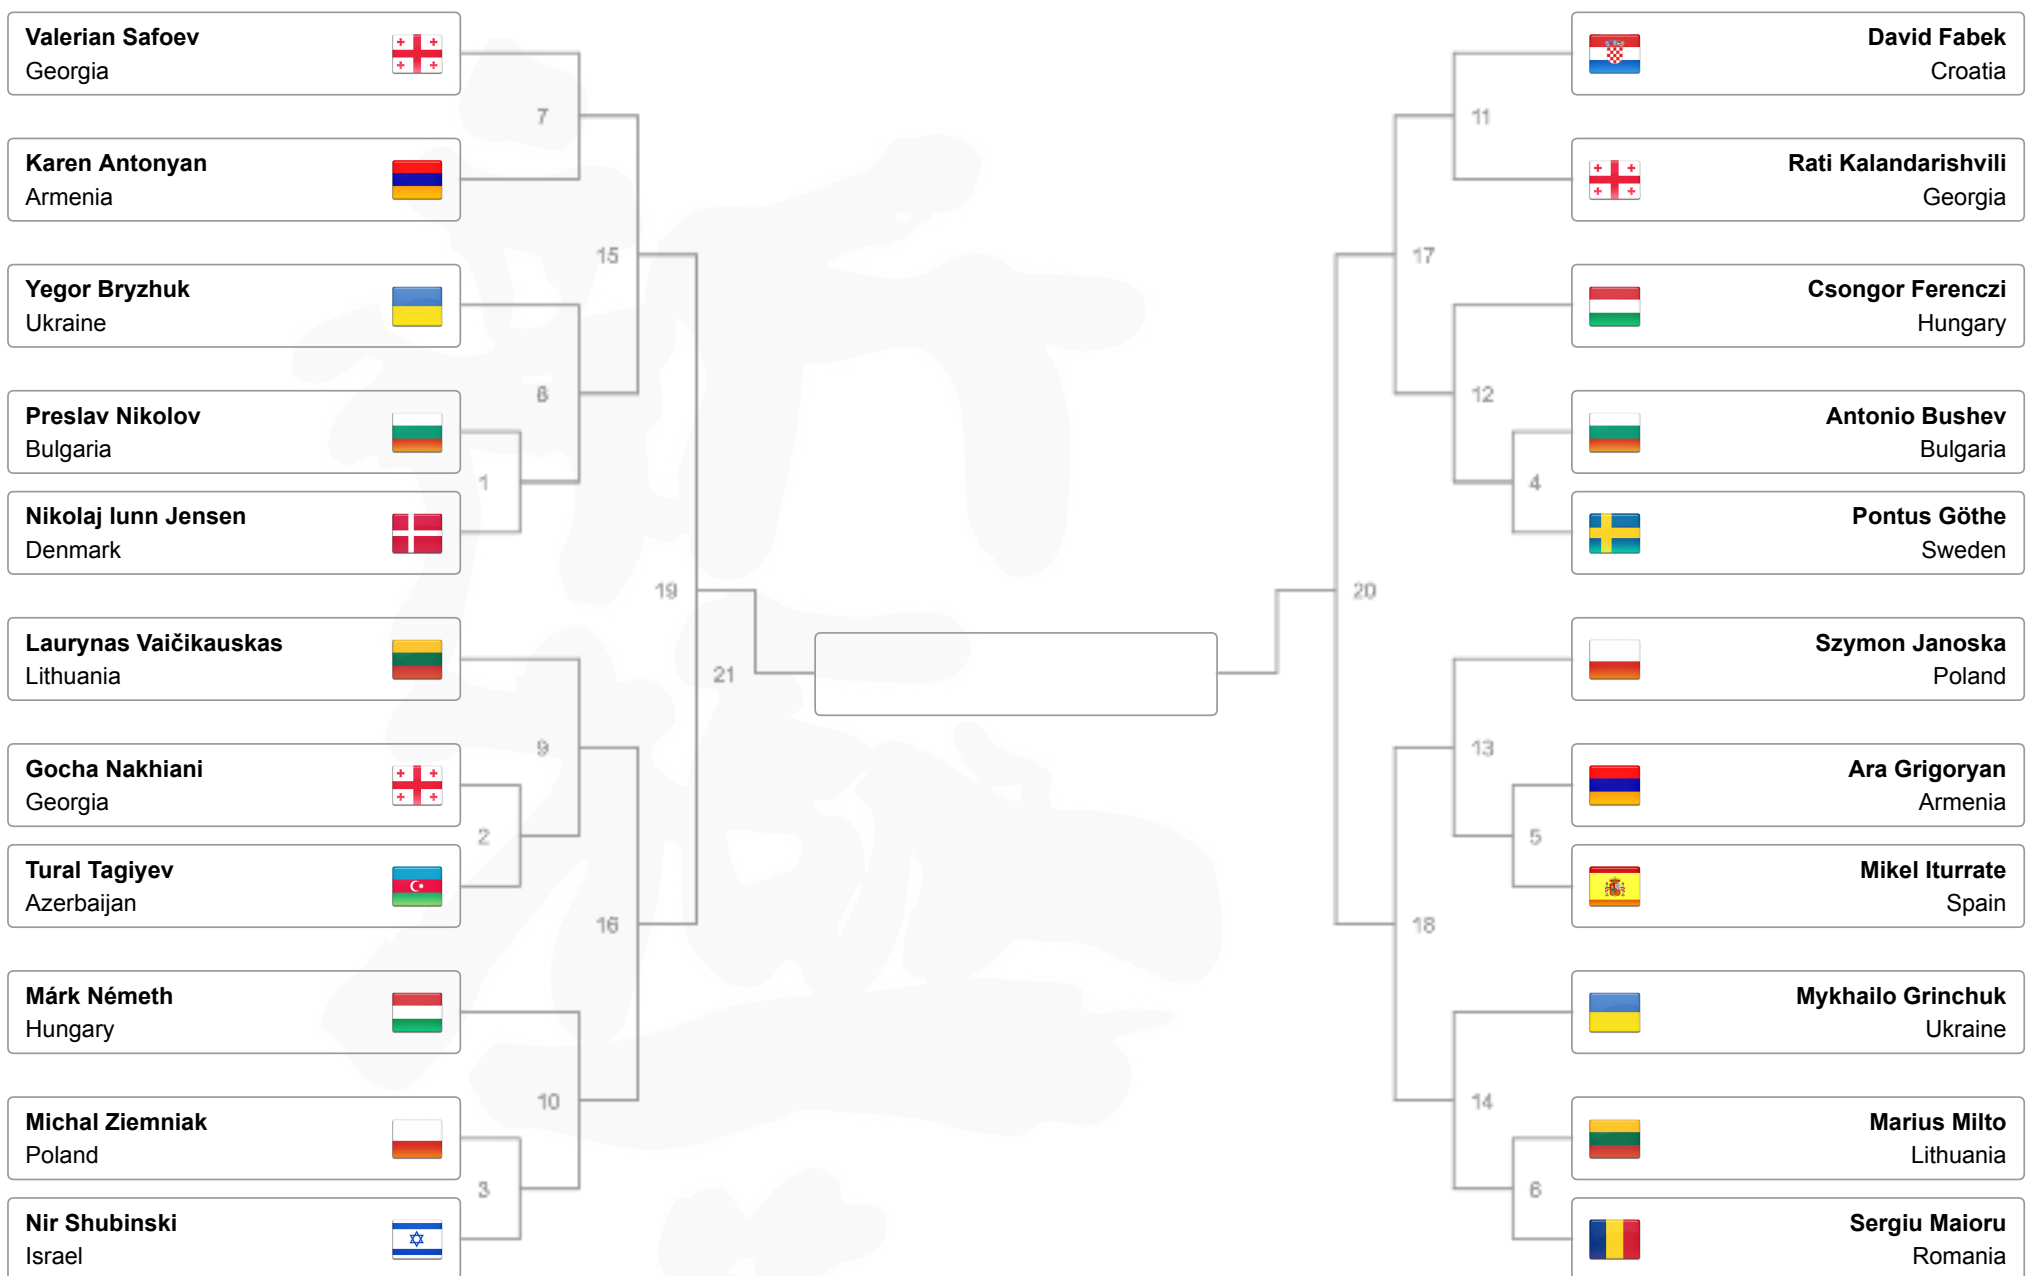 Valerian Safoev
Georgia
Karen Antonyan
Armenia
Yegor Bryzhuk
Ukraine
Preslav Nikolov
Bulgaria
Nikolaj lunn Jensen
Denmark
Laurynas Vaičikauskas
Lithuania
Gocha Nakhiani
Georgia
Tural Tagiyev
Azerbaijan
Márk Németh
Hungary
Michal Ziemniak
Poland
Nir Shubinski
Israel
7
15
8
1
19
21
9
2
16
10
3
11
17
12
4
20
13
5
18
14
6
David Fabek
Croatia
Rati Kalandarishvili
Georgia
Csongor Ferenczi
Hungary
Antonio Bushev
Bulgaria
Pontus Göthe
Sweden
Szymon Janoska
Poland
Ara Grigoryan
Armenia
Mikel Iturrate
Spain
Mykhailo Grinchuk
Ukraine
Marius Milto
Lithuania
Sergiu Maioru
Romania